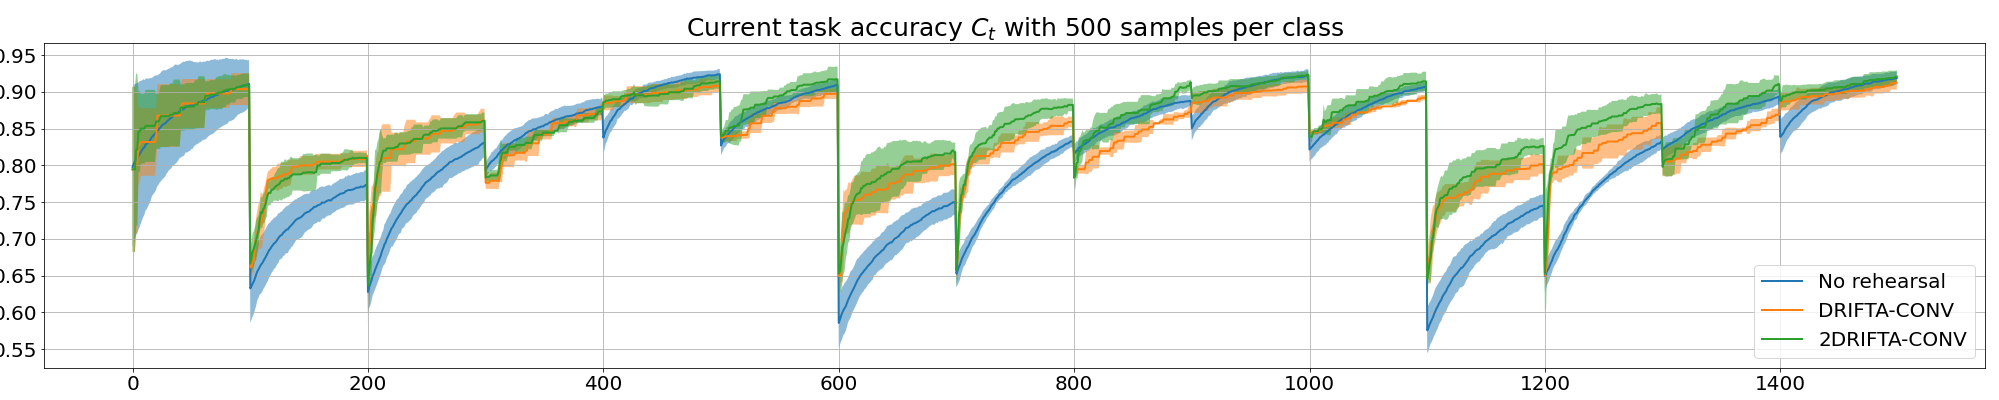 Current task accuracy Cₜ with 500 samples per class
0.95
0.90
0.85
0.80
0.75
0.70
0.65
0.60
0.55
0 200 400 600 800 1000 1200 1400
No rehearsal
DRIFTA-CONV
2DRIFTA-CONV